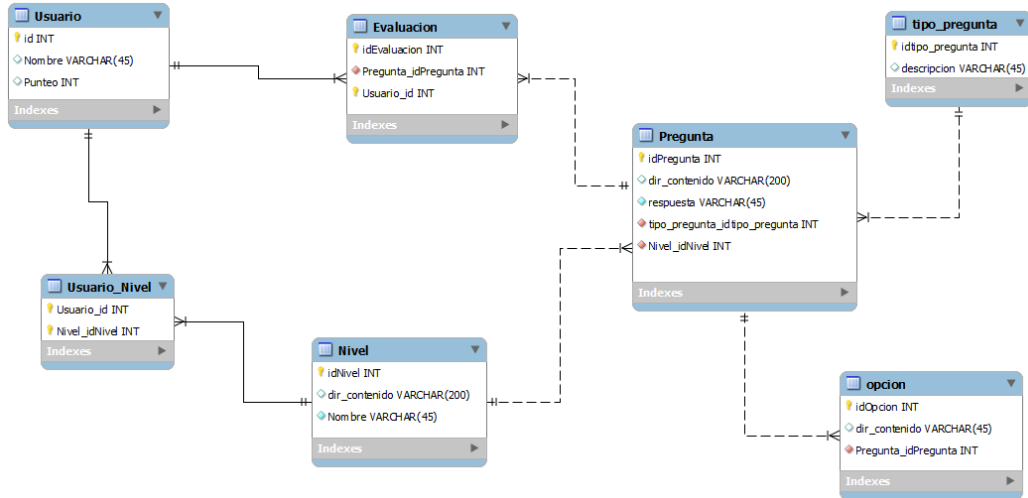 Usuario
id INT
Nombre VARCHAR(45)
Punteo INT
Indexes
Evaluacion
idEvaluacion INT
Pregunta_idPregunta INT
Usuario_id INT
Indexes
tipo_pregunta
idtipo_pregunta INT
descripcion VARCHAR(45)
Indexes
Pregunta
idPregunta INT
dir_contenido VARCHAR(200)
respuesta VARCHAR(45)
tipo_pregunta_idtipo_pregunta INT
Nivel_idNivel INT
Indexes
Usuario_Nivel
Usuario_id INT
Nivel_idNivel INT
Indexes
Nivel
idNivel INT
dir_contenido VARCHAR(200)
Nombre VARCHAR(45)
Indexes
opcion
idOpcion INT
dir_contenido VARCHAR(45)
Pregunta_idPregunta INT
Indexes